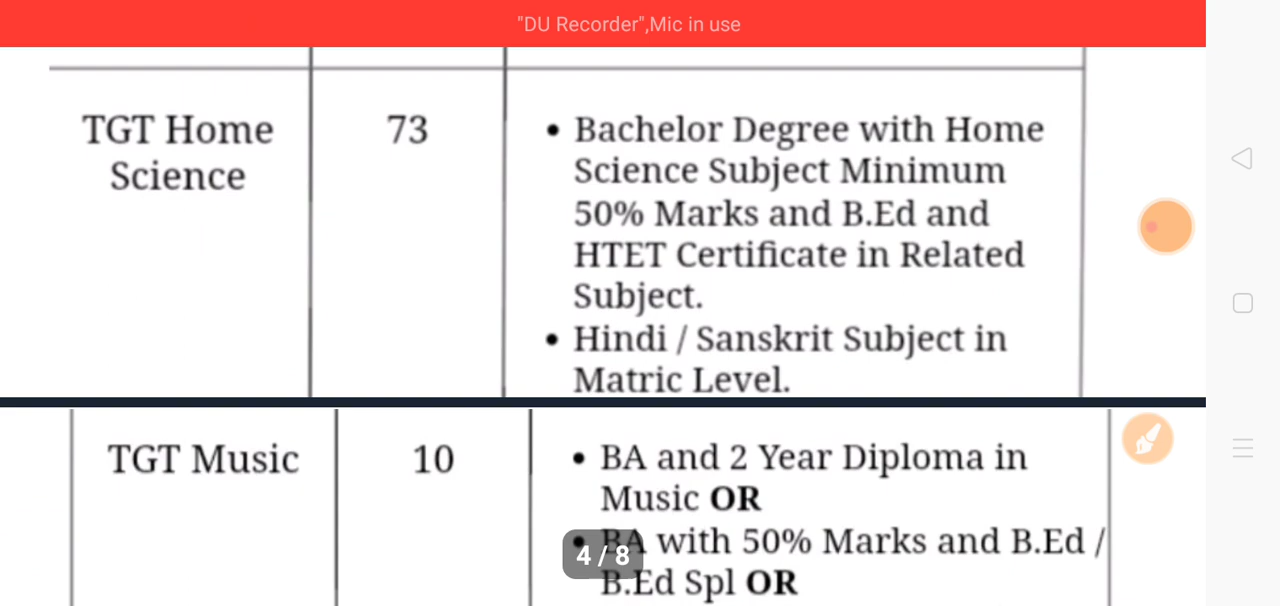 "DU Recorder",Mic in use
TGT Home
Science
73
• Bachelor Degree with Home
Science Subject Minimum
50% Marks and B.Ed and
HTET Certificate in Related
Subject.
• Hindi / Sanskrit Subject in
Matric Level.
TGT Music
10
• BA and 2 Year Diploma in
Music OR
• BA with 50% Marks and B.Ed /
B.Ed Spl OR
4 / 8